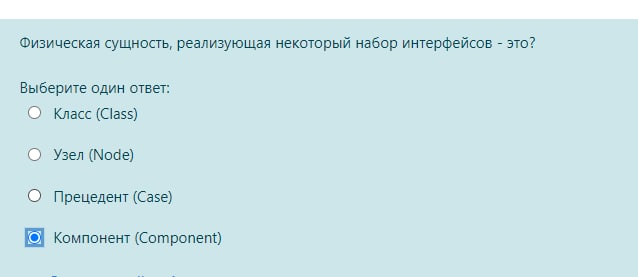 Физическая сущность, реализующая некоторый набор интерфейсов - это?
Выберите один ответ:
Класс (Class)
Узел (Node)
Прецедент (Case)
Компонент (Component)